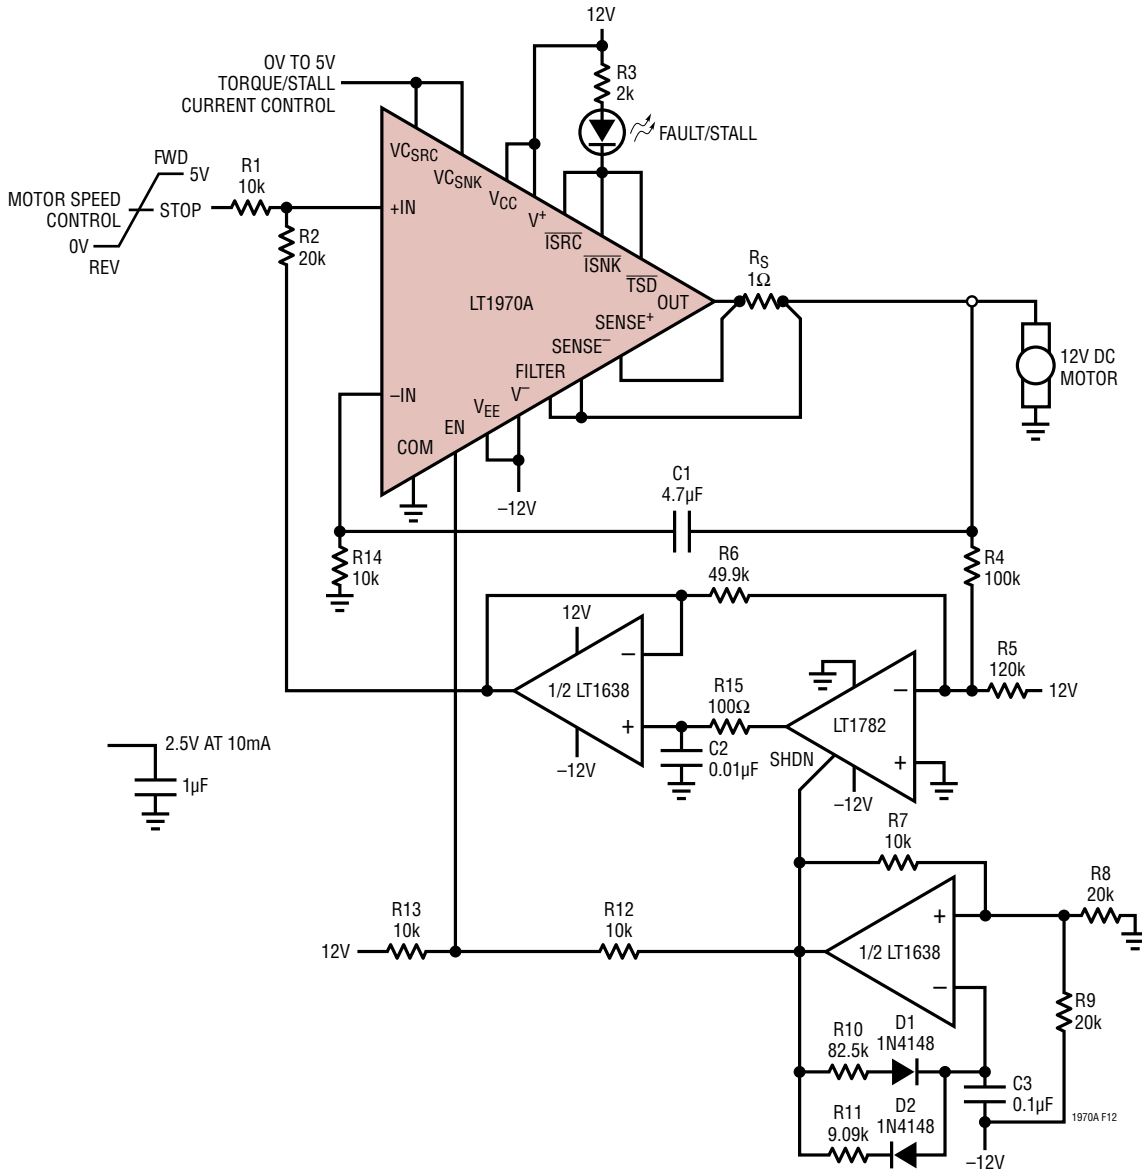 12V
R3
2k
FAULT/STALL
0V TO 5V
TORQUE/STALL
CURRENT CONTROL
VCSRC
VCSNK
VCC
V+
ISRC
ISNK
TSD
OUT
FWD
5V
MOTOR SPEED
CONTROL
STOP
0V
REV
R1
10k
+IN
R2
20k
LT1970A
RS
1Ω
SENSE+
SENSE–
FILTER
V–
VEE
EN
COM
–IN
–12V
12V DC
MOTOR
C1
4.7µF
R14
10k
R6
49.9k
R4
100k
12V
–
1/2 LT1638
+
–12V
R15
100Ω
C2
0.01µF
–
LT1782
+
SHDN
–12V
R5
120k
12V
2.5V AT 10mA
1µF
R7
10k
R8
20k
R13
10k
12V
R12
10k
+
1/2 LT1638
–
R9
20k
R10
82.5k
D1
1N4148
R11
9.09k
D2
1N4148
C3
0.1µF
–12V
1970A F12